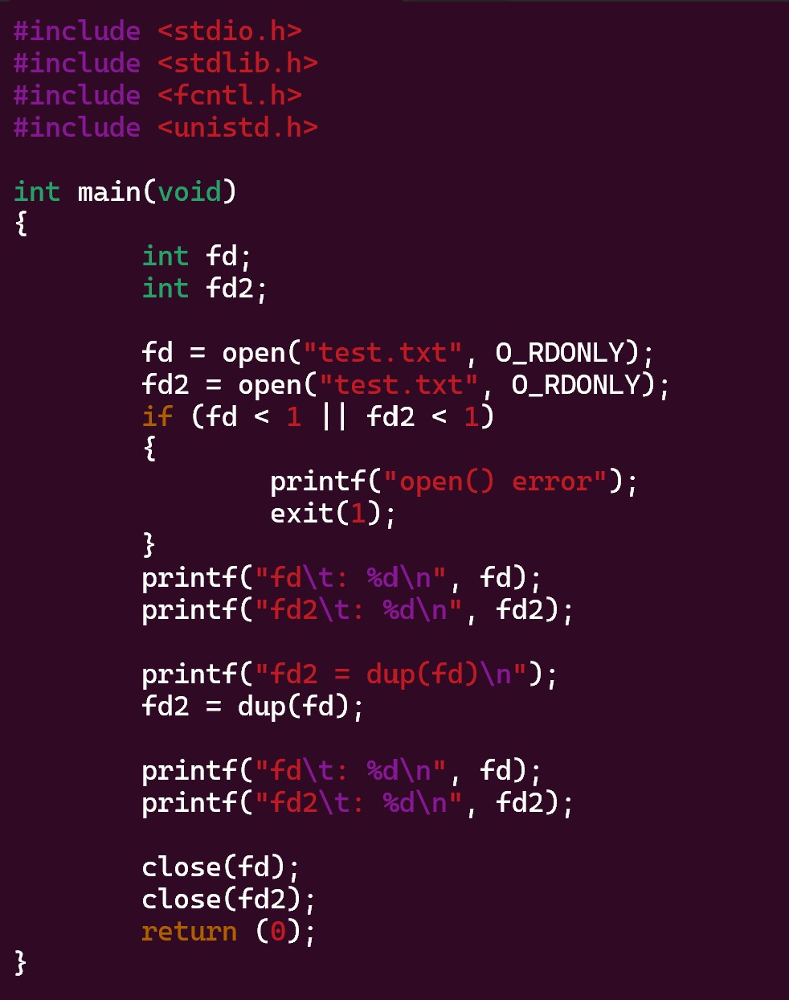 #include <stdio.h>
#include <stdlib.h>
#include <fcntl.h>
#include <unistd.h>

int main(void)
{
        int fd;
        int fd2;

        fd = open("test.txt", O_RDONLY);
        fd2 = open("test.txt", O_RDONLY);
        if (fd < 1 || fd2 < 1)
        {
                printf("open() error");
                exit(1);
        }
        printf("fd\t: %d\n", fd);
        printf("fd2\t: %d\n", fd2);

        printf("fd2 = dup(fd)\n");
        fd2 = dup(fd);

        printf("fd\t: %d\n", fd);
        printf("fd2\t: %d\n", fd2);

        close(fd);
        close(fd2);
        return (0);
}